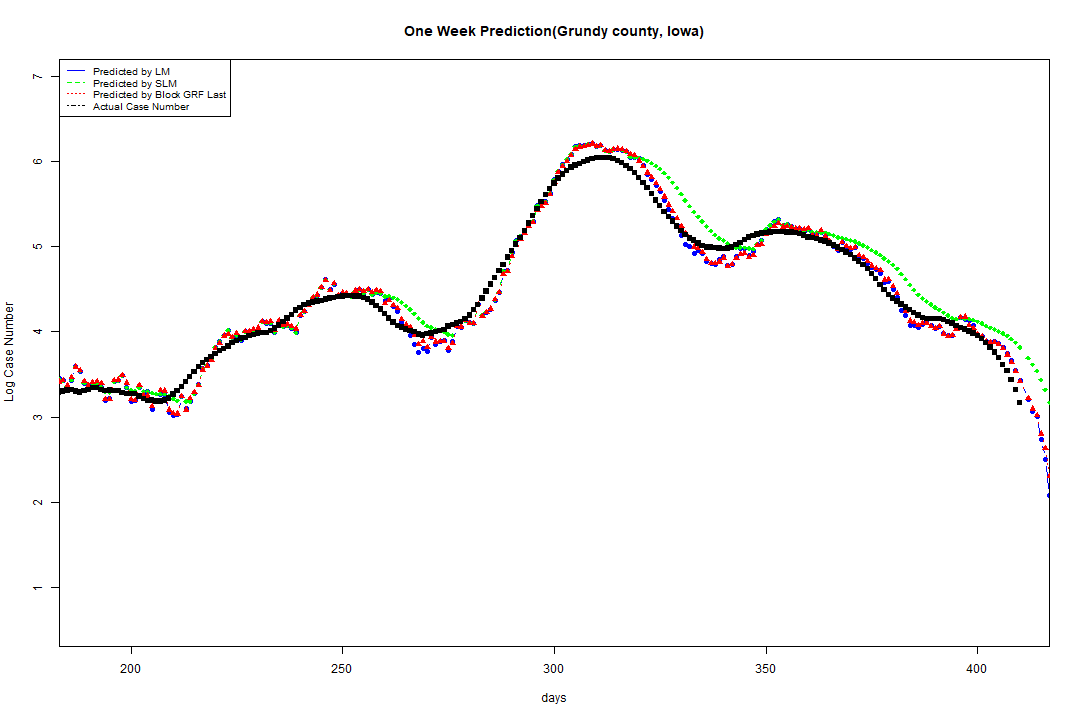 One Week Prediction(Grundy county, Iowa)
Predicted by LM
Predicted by SLM
Predicted by Block GRF Last
Actual Case Number
7
6
5
4
3
2
1
Log Case Number
200 250 300 350 400
days